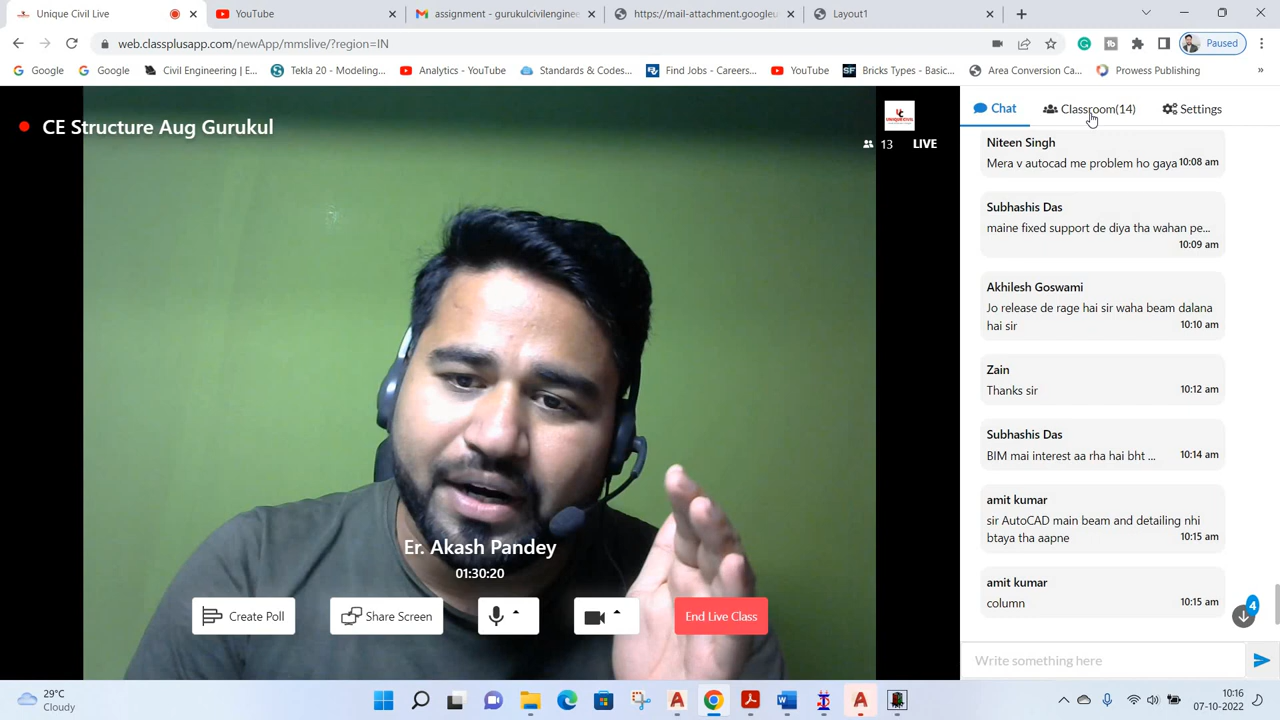 Unique Civil Live
YouTube
assignment - gurukulcivilengine
https://mail-attachment.googleu
Layout1
web.classplusapp.com/newApp/mmslive/?region=IN
Paused
Google
Google
Civil Engineering | E...
Tekla 20 - Modeling...
Analytics - YouTube
Standards & Codes...
Find Jobs - Careers...
YouTube
SF
Bricks Types - Basic...
Area Conversion Ca...
Prowess Publishing
»
CE Structure Aug Gurukul
UNIQUE CIVIL
13 LIVE
Er. Akash Pandey
01:30:20
Create Poll
Share Screen
End Live Class
Chat
Classroom(14)
Settings
Niteen Singh
Mera v autocad me problem ho gaya 10:08 am
Subhashis Das
maine fixed support de diya tha wahan pe...
10:09 am
Akhilesh Goswami
Jo release de rage hai sir waha beam dalana
hai sir 10:10 am
Zain
Thanks sir 10:12 am
Subhashis Das
BIM mai interest aa rha hai bht ... 10:14 am
amit kumar
sir AutoCAD main beam and detailing nhi
btaya tha aapne 10:15 am
amit kumar
column 10:15 am
4
Write something here
29°C
Cloudy
10:16
07-10-2022